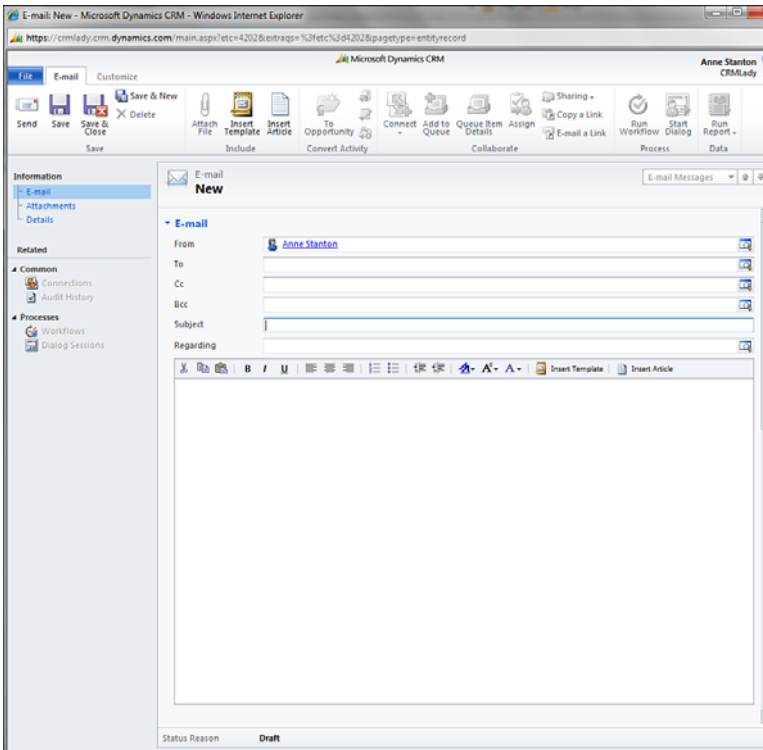 E-mail: New - Microsoft Dynamics CRM - Windows Internet Explorer
https://crmlady.crm.dynamics.com/main.aspx?etc=4202&extraqs=%3fetc%3d4202&pagetype=entityrecord
Microsoft Dynamics CRM
Anne Stanton
CRMLady
File E-mail Customize
Send Save Save & Close Save & New Delete
Attach File Insert Template Insert Article
To Opportunity
Connect Add to Queue Queue Item Details Assign Sharing Copy a Link E-mail a Link
Run Workflow Start Dialog Run Report
Save Include Convert Activity Collaborate Process Data
Information
E-mail
Attachments
Details
Related
Common
Connections
Audit History
Processes
Workflows
Dialog Sessions
E-mail
New
E-mail Messages
E-mail
From Anne Stanton
To
Cc
Bcc
Subject
Regarding
B I U A A Insert Template Insert Article
Status Reason Draft